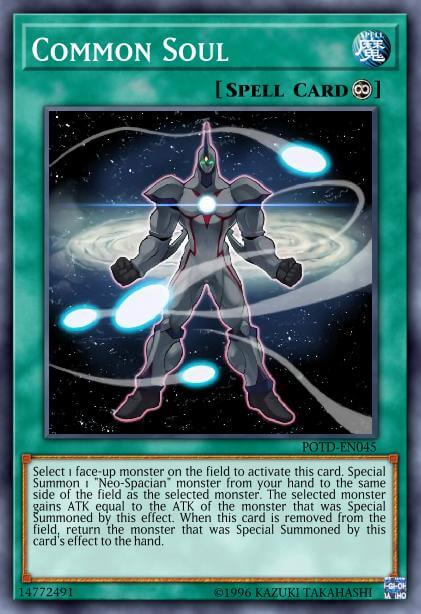 COMMON SOUL
SPELL
魔
[SPELL CARD]
POTD-EN045
Select 1 face-up monster on the field to activate this card. Special
Summon 1 "Neo-Spacian" monster from your hand to the same
side of the field as the selected monster. The selected monster
gains ATK equal to the ATK of the monster that was Special
Summoned by this effect. When this card is removed from the
field, return the monster that was Special Summoned by this
card's effect to the hand.
14772491
©1996 KAZUKI TAKAHASHI